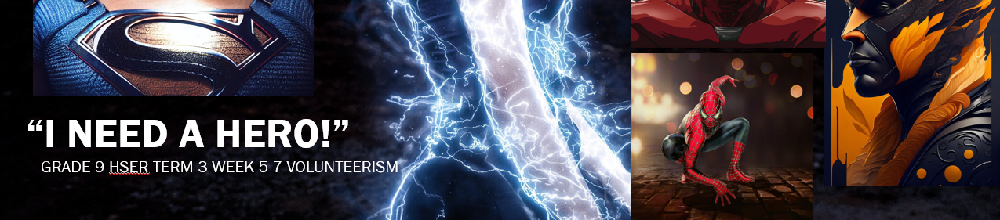 “I NEED A HERO!”
GRADE 9 HSER TERM 3 WEEK 5-7 VOLUNTEERISM